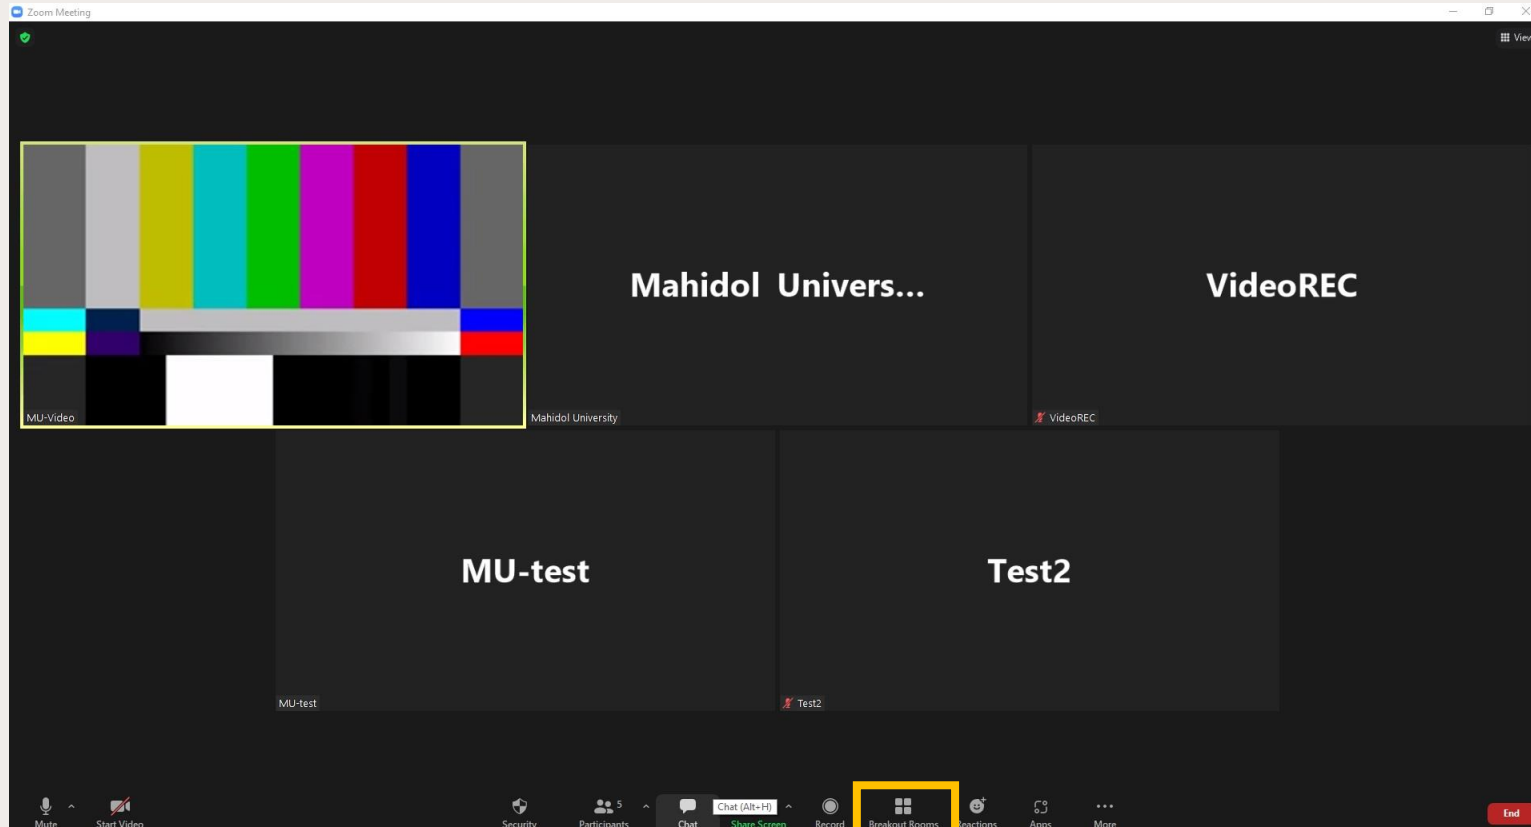 Zoom Meeting
View
Mahidol Univers...
VideoREC
MU-Video
Mahidol University
VideoREC
MU-test
Test2
MU-test
Test2
5
Chat (Alt+H)
Mute
Start Video
Security
Participants
Chat
Share Screen
Record
Breakout Rooms
Reactions
Apps
More
End